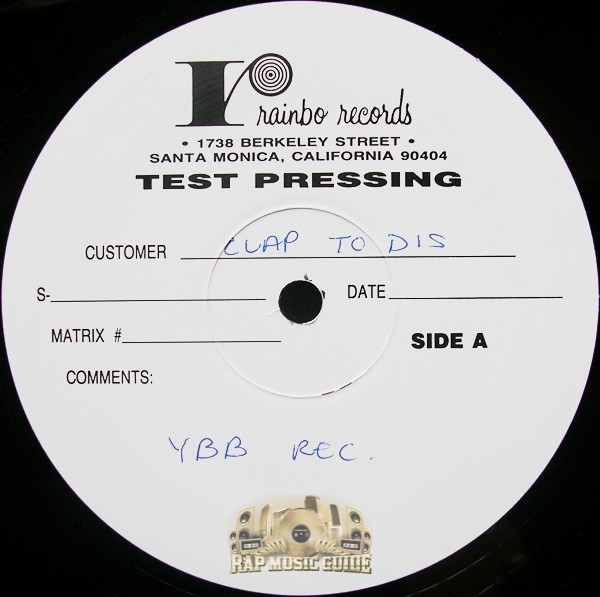 r rainbo records
• 1738 BERKELEY STREET •
SANTA MONICA, CALIFORNIA 90404
TEST PRESSING
CUSTOMER CLAP TO DIS
S- DATE
MATRIX #
SIDE A
COMMENTS:
YBB REC.
RAP MUSIC GUIDE